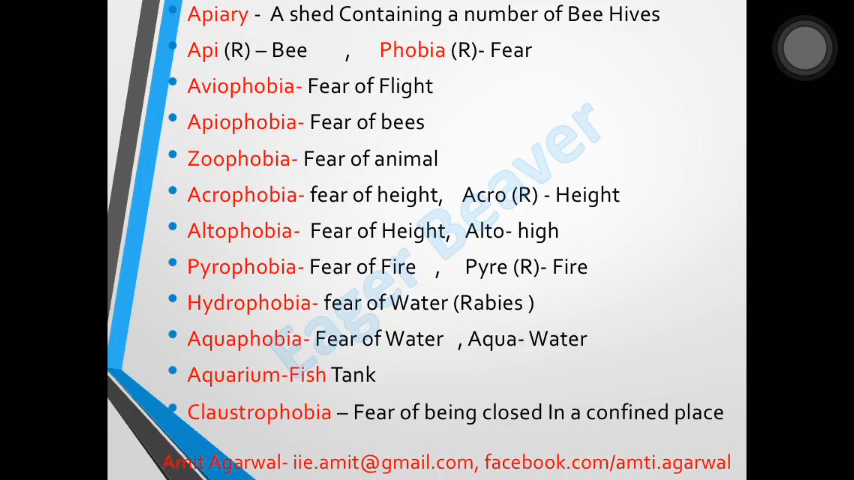 Apiary - A shed Containing a number of Bee Hives
Api (R) – Bee , Phobia (R)- Fear
Aviophobia- Fear of Flight
Apiophobia- Fear of bees
Zoophobia- Fear of animal
Acrophobia- fear of height, Acro (R) - Height
Altophobia- Fear of Height, Alto- high
Pyrophobia- Fear of Fire , Pyre (R)- Fire
Hydrophobia- fear of Water (Rabies )
Aquaphobia- Fear of Water , Aqua- Water
Aquarium-Fish Tank
Claustrophobia – Fear of being closed In a confined place
Eager Beaver
Amit Agarwal- iie.amit@gmail.com, facebook.com/amti.agarwal